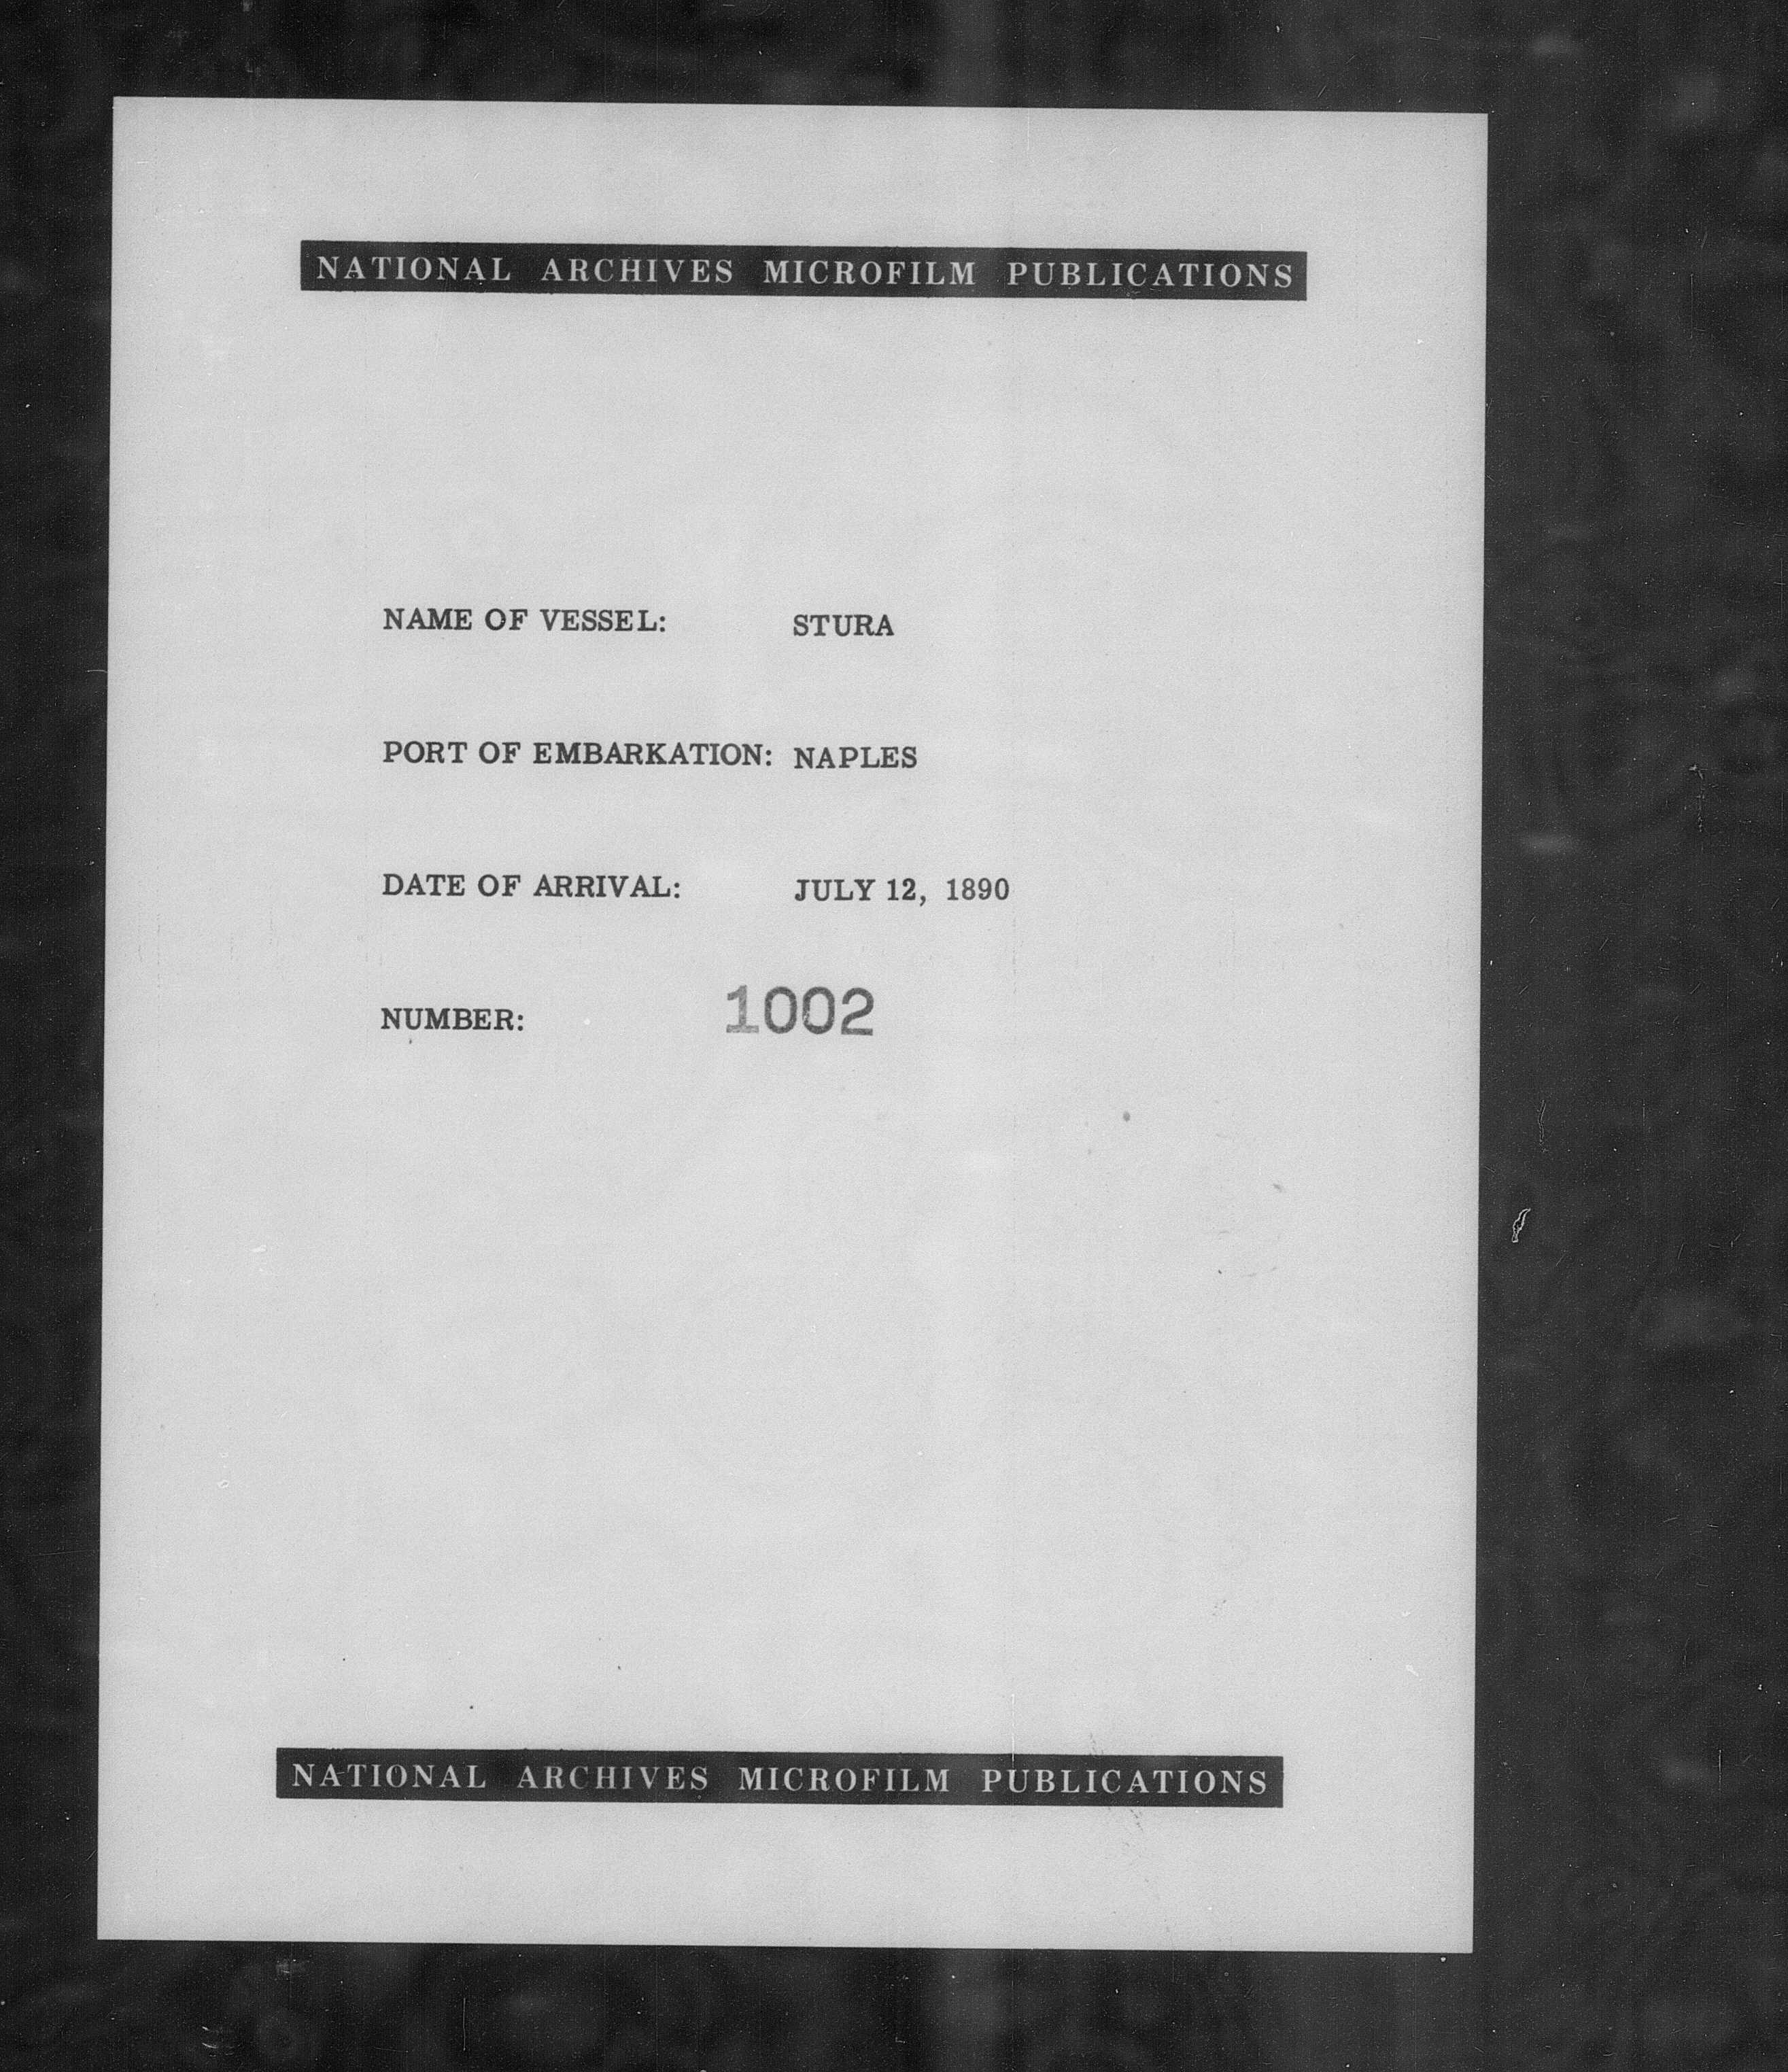 NATIONAL ARCHIVES MICROFILM PUBLICATIONS
NAME OF VESSEL: STURA
PORT OF EMBARKATION: NAPLES
DATE OF ARRIVAL: JULY 12, 1890
NUMBER: 1002
NATIONAL ARCHIVES MICROFILM PUBLICATIONS